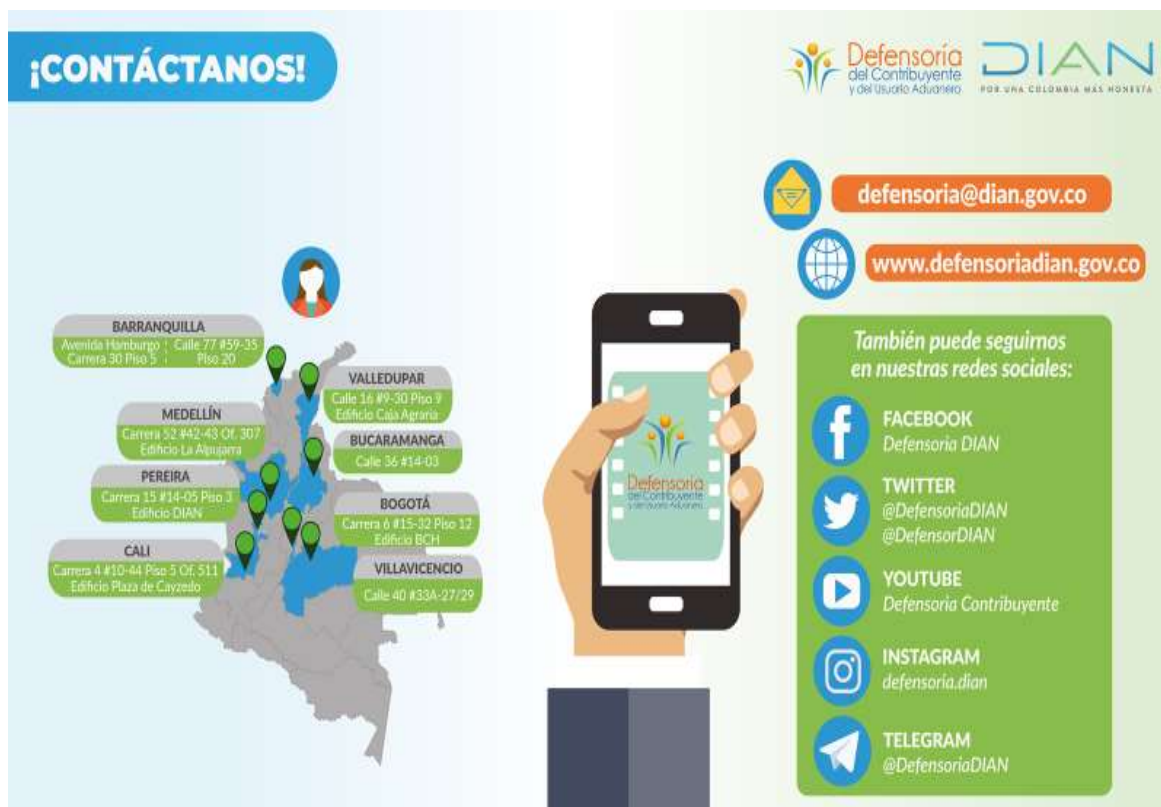 ¡CONTÁCTANOS!
Defensoría
del Contribuyente
y del Usuario Aduanero
DIAN
POR UNA COLOMBIA MÁS HONESTA
defensoria@dian.gov.co
www.defensoriadian.gov.co
BARRANQUILLA
Avenida Hamburgo
Carrera 30 Piso 5
Calle 77 #59-35
Piso 20
VALLEDUPAR
Calle 16 #9-30 Piso 9
Edificio Caja Agraria
MEDELLÍN
Carrera 52 #42-43 Of. 307
Edificio La Alpujarra
BUCARAMANGA
Calle 36 #14-03
PEREIRA
Carrera 15 #14-05 Piso 3
Edificio DIAN
BOGOTÁ
Carrera 6 #15-32 Piso 12
Edificio BCH
CALI
Carrera 4 #10-44 Piso 5 Of. 511
Edificio Plaza de Cayzedo
VILLAVICENCIO
Calle 40 #33A-27/29
Defensoría
del Contribuyente
y del Usuario Aduanero
También puede seguirnos
en nuestras redes sociales:
FACEBOOK
Defensoria DIAN
TWITTER
@DefensoriaDIAN
@DefensorDIAN
YOUTUBE
Defensoria Contribuyente
INSTAGRAM
defensoria.dian
TELEGRAM
@DefensoriaDIAN